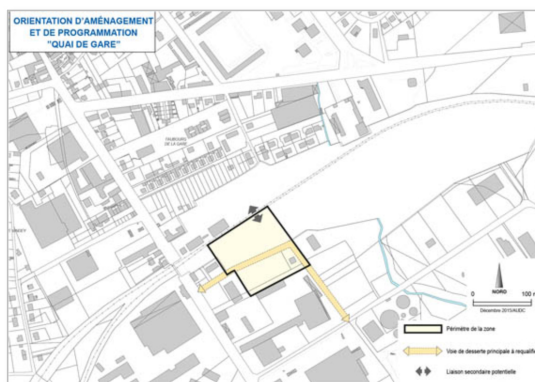 ORIENTATION D'AMÉNAGEMENT
ET DE PROGRAMMATION
"QUAI DE GARE"
FAUBOURG
DE LA GARE
0 100 m
NORD
Décembre 2010/AUDC
Périmètre de la zone
Voie de desserte principale à requalifier
Liaison secondaire potentielle